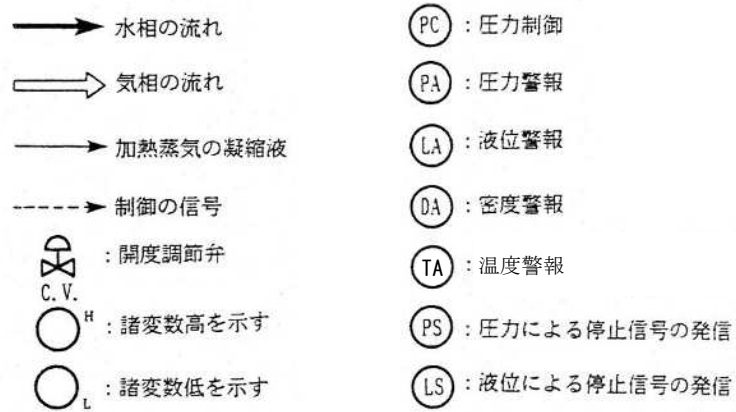 水相の流れ
気相の流れ
加熱蒸気の凝縮液
制御の信号
：開度調節弁
C.V.
H
：諸変数高を示す
L
：諸変数低を示す
PC：圧力制御
PA：圧力警報
LA：液位警報
DA：密度警報
TA：温度警報
PS：圧力による停止信号の発信
LS：液位による停止信号の発信